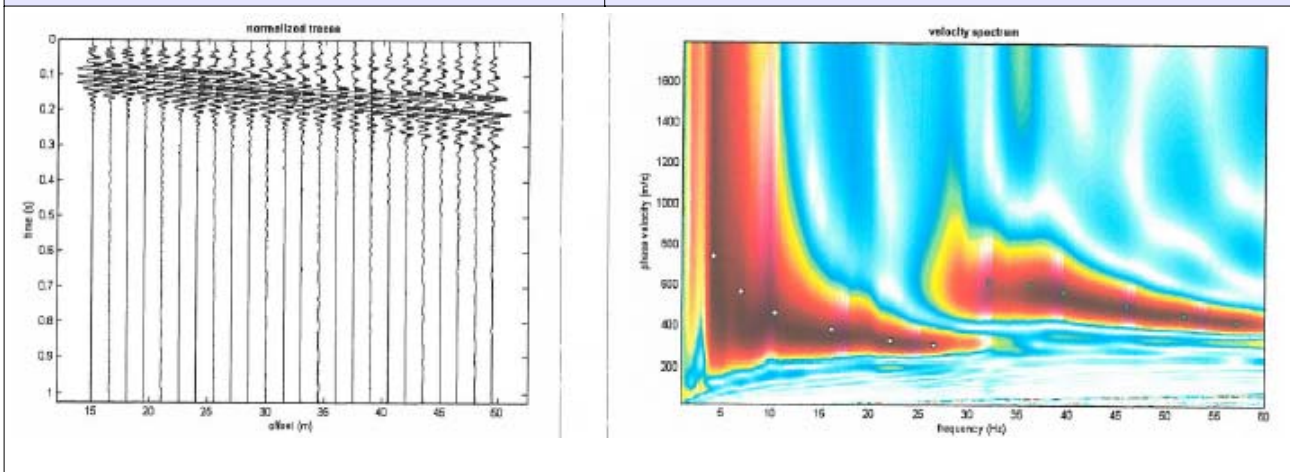 normalized traces
0
0.1
0.2
0.3
0.4
0.5
0.6
0.7
0.8
0.9
1
time (s)
15 20 25 30 35 40 45 50
offset (m)
velocity spectrum
1600
1400
1200
1000
800
600
400
200
phase velocity (m/s)
5 10 15 20 25 30 35 40 45 50 55 60
frequency (Hz)